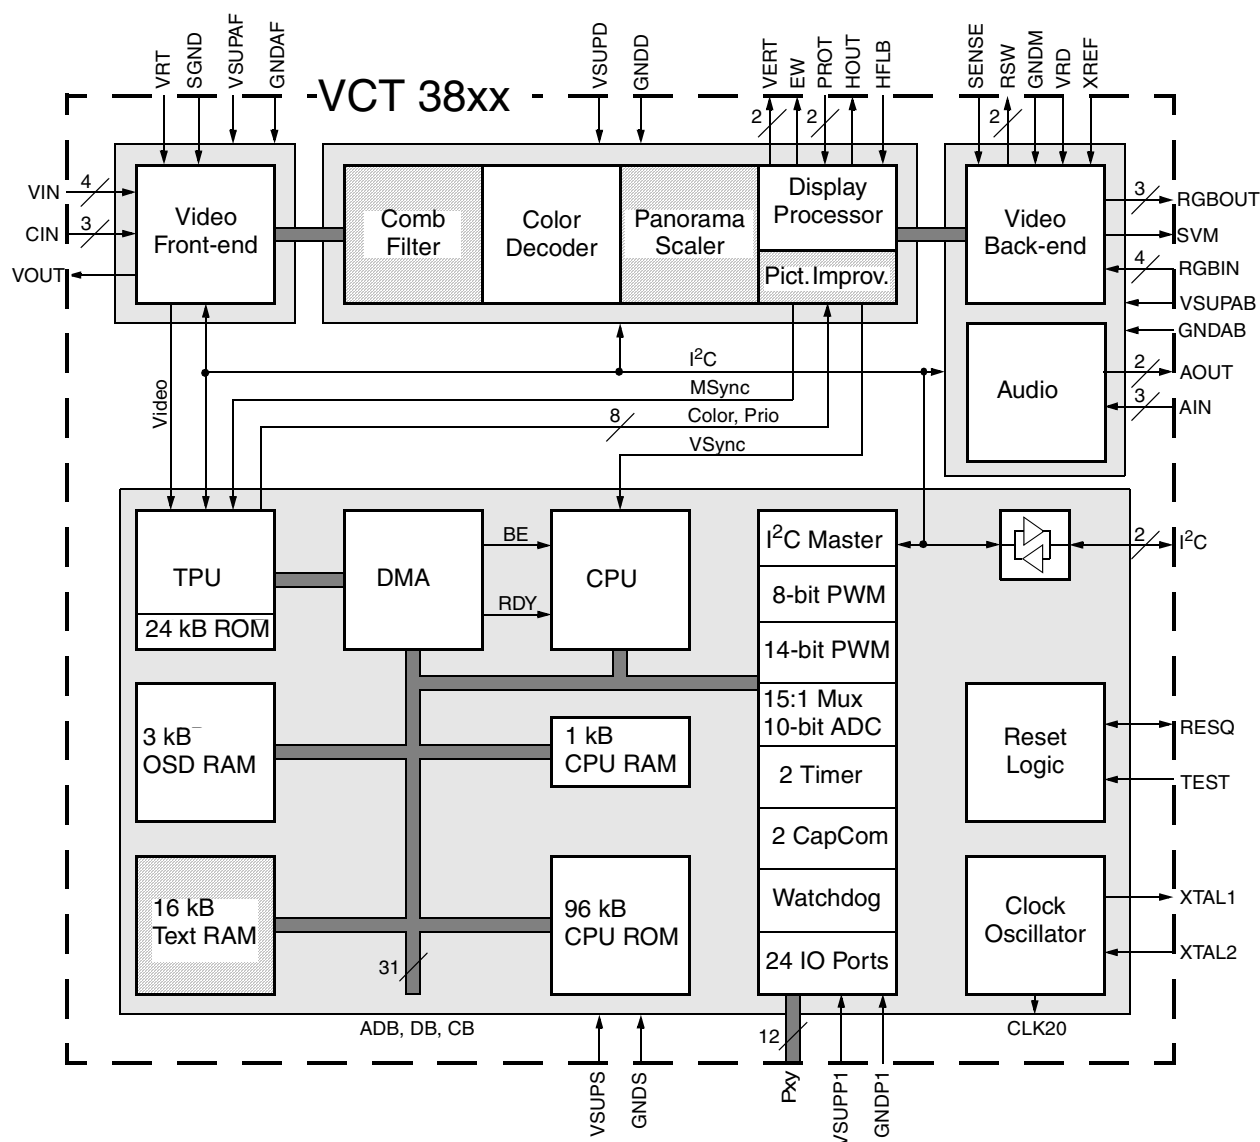 VRT
SGND
VSUPAF
GNDAF
VSUPD
GNDD
VERT
EW
PROT
HOUT
HFLB
SENSE
RSW
GNDM
VRD
XREF
VCT 38xx
2
2
2
VIN
4
CIN
3
VOUT
Video
Front-end
Comb
Filter
Color
Decoder
Panorama
Scaler
Display
Processor
Pict. Improv.
Video
Back-end
3
RGBOUT
SVM
4
RGBIN
VSUPAB
GNDAB
Audio
2
AOUT
3
AIN
Video
I²C
MSync
8
Color, Prio
VSync
TPU
24 kB ROM
DMA
BE
RDY
CPU
I²C Master
8-bit PWM
14-bit PWM
15:1 Mux
10-bit ADC
2 Timer
2 CapCom
Watchdog
24 IO Ports
2
I²C
3 kB
OSD RAM
1 kB
CPU RAM
Reset
Logic
RESQ
TEST
16 kB
Text RAM
96 kB
CPU ROM
31
Clock
Oscillator
XTAL1
XTAL2
ADB, DB, CB
12
CLK20
VSUPS
GNDS
Pxy
VSUPP1
GNDP1